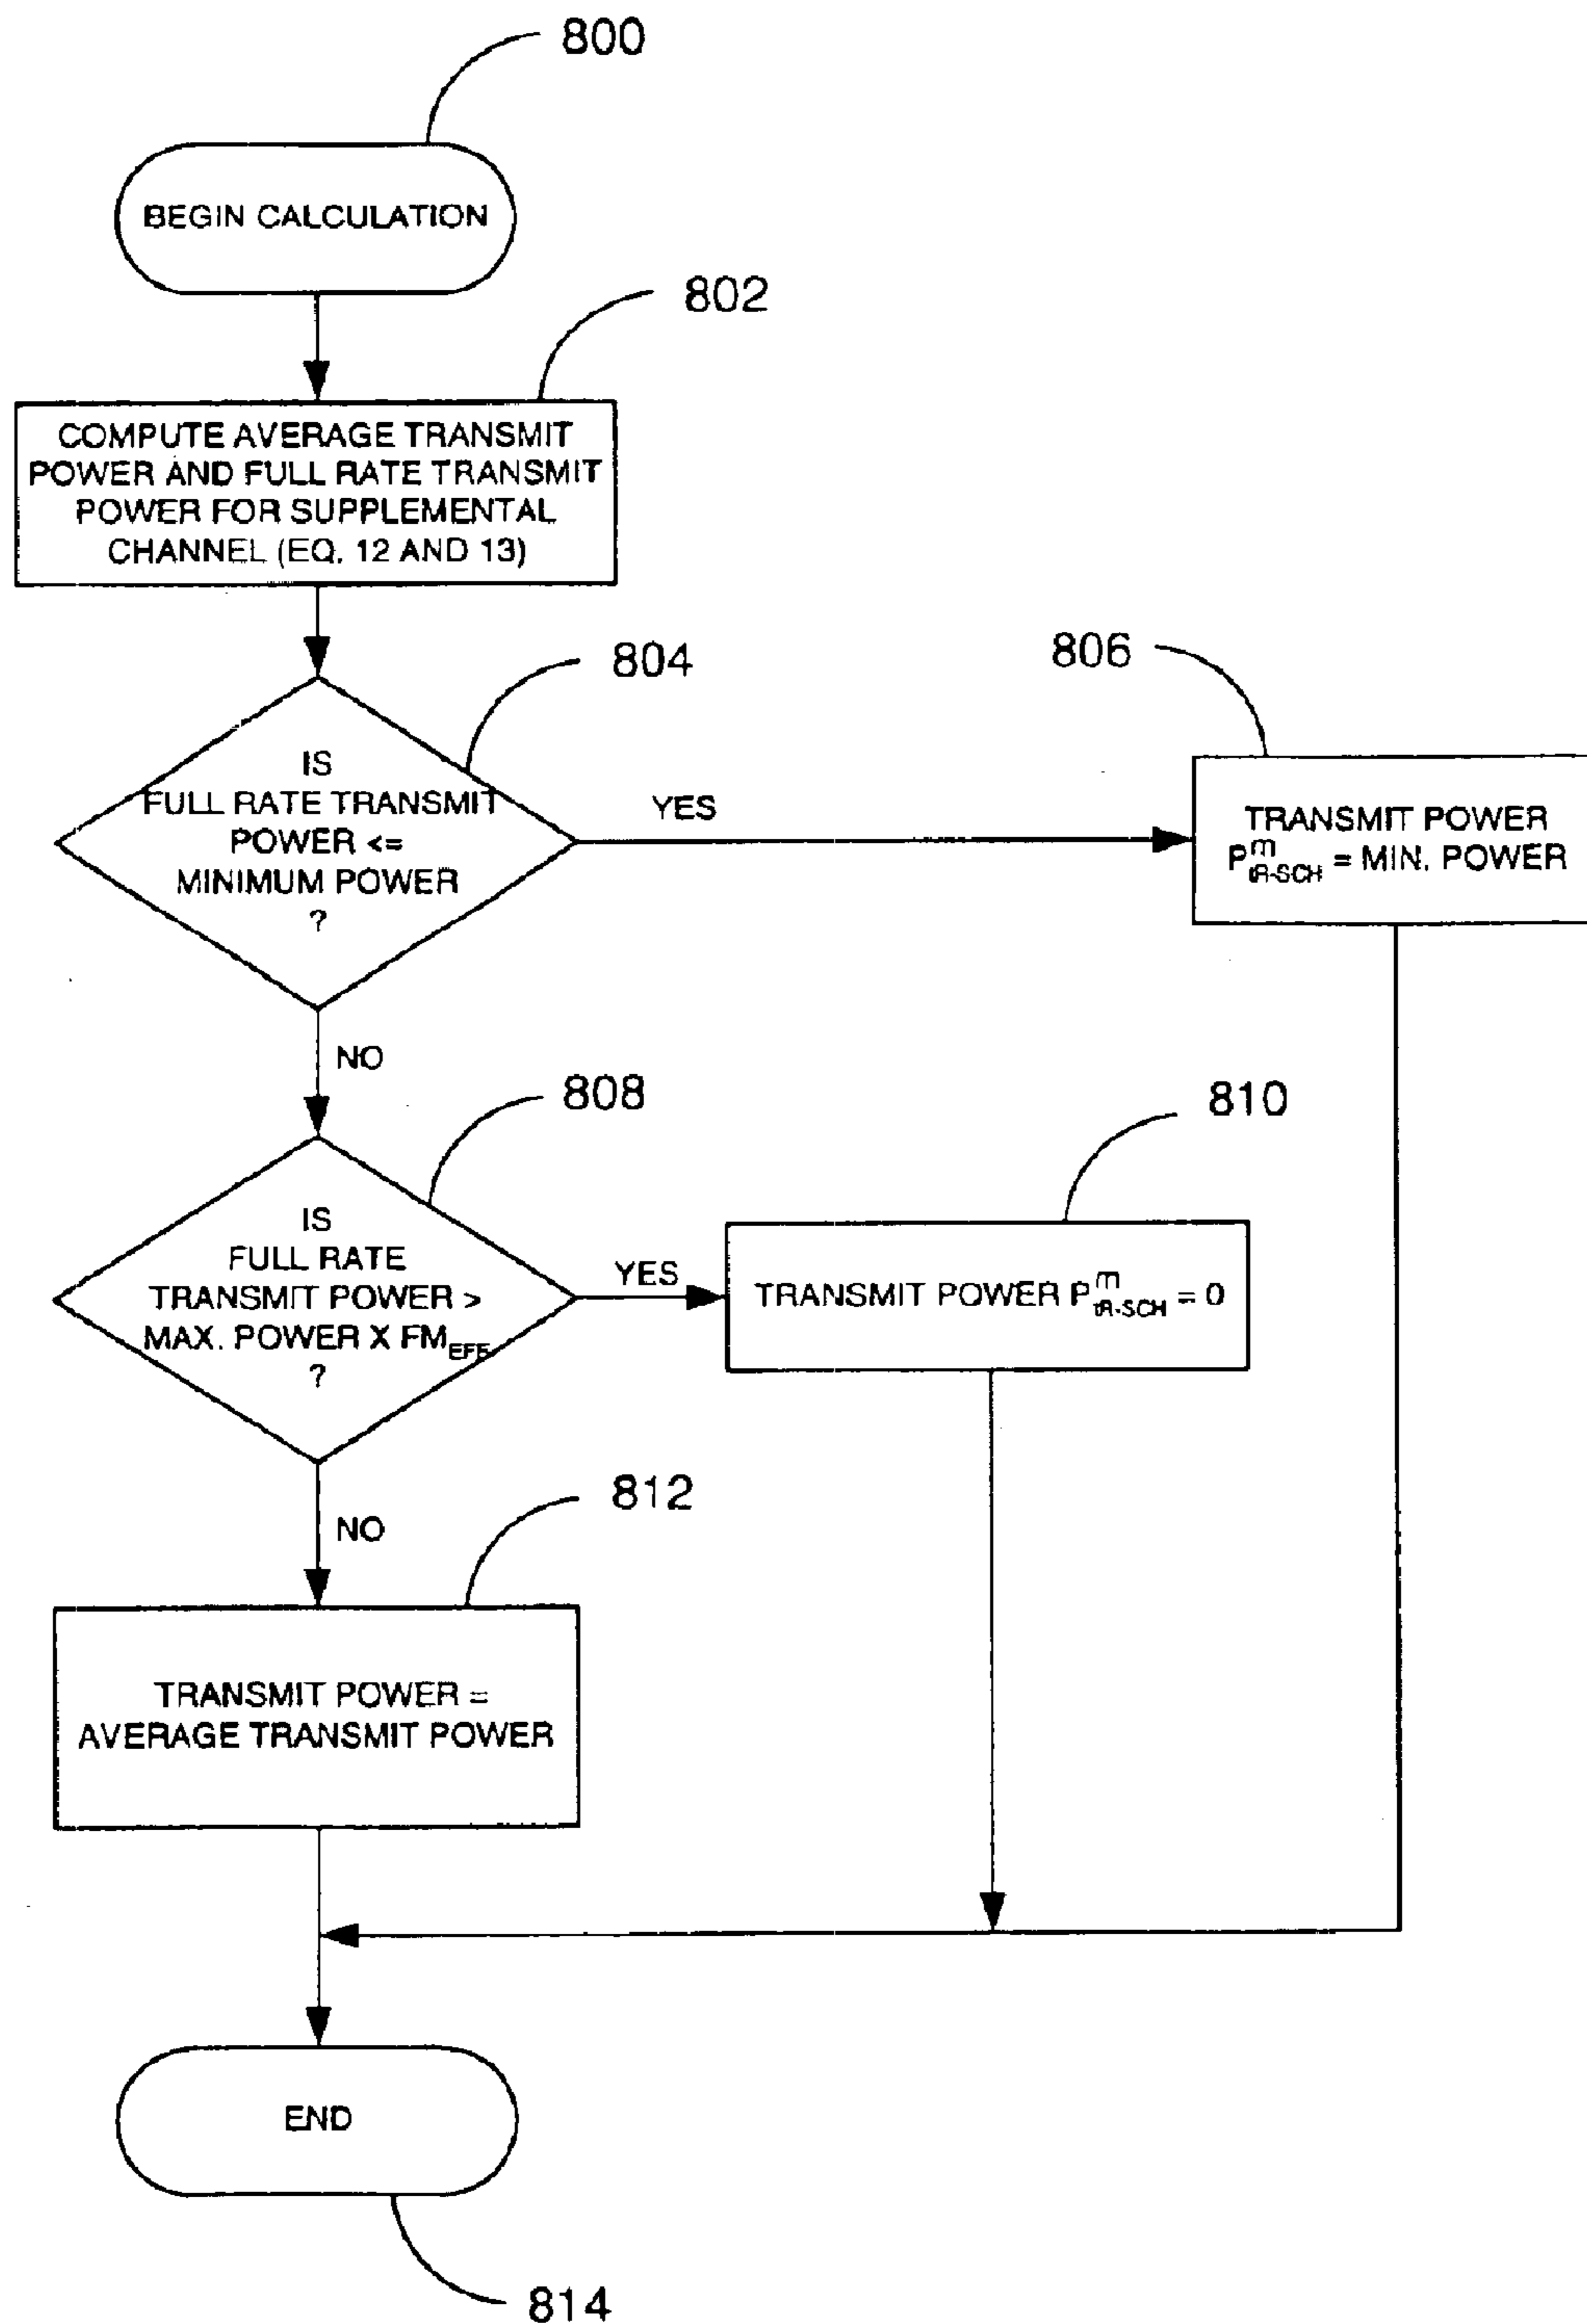 800
BEGIN CALCULATION
802
COMPUTE AVERAGE TRANSMIT
POWER AND FULL RATE TRANSMIT
POWER FOR SUPPLEMENTAL
CHANNEL (EQ. 12 AND 13)
804
IS
FULL RATE TRANSMIT
POWER <=
MINIMUM POWER
?
YES
806
TRANSMIT POWER
P^m_tR-SCH = MIN. POWER
NO
808
IS
FULL RATE
TRANSMIT POWER >
MAX. POWER X FM_EFF
?
YES
810
TRANSMIT POWER P^m_tR-SCH = 0
NO
812
TRANSMIT POWER =
AVERAGE TRANSMIT POWER
END
814